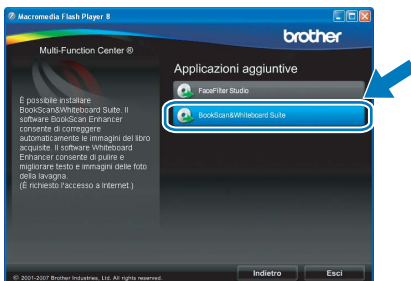 Macromedia Flash Player 8
brother
Multi-Function Center ®
Applicazioni aggiuntive
FaceFilter Studio
BookScan&Whiteboard Suite
È possibile installare
BookScan&Whiteboard Suite. Il
software BookScan Enhancer
consente di correggere
automaticamente le immagini del libro
acquisite. Il software Whiteboard
Enhancer consente di pulire e
migliorare testo e immagini delle foto
della lavagna.
(È richiesto l'accesso a Internet.)
Indietro
Esci
© 2001-2007 Brother Industries, Ltd. All rights reserved.